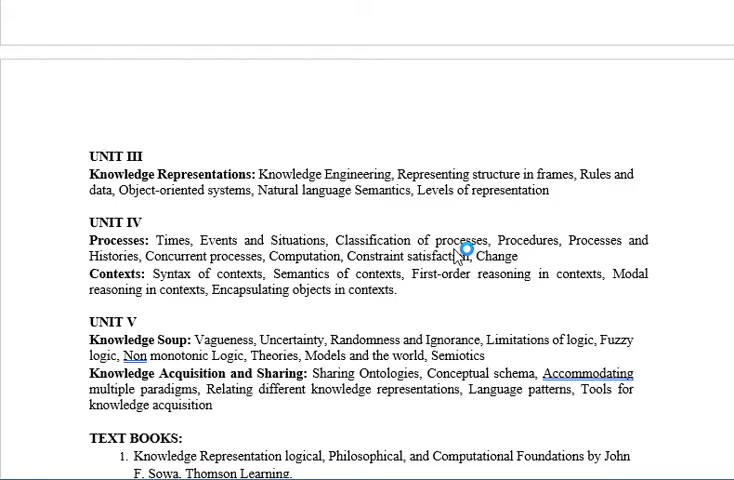 UNIT III
Knowledge Representations: Knowledge Engineering, Representing structure in frames, Rules and
data, Object-oriented systems, Natural language Semantics, Levels of representation
UNIT IV
Processes: Times, Events and Situations, Classification of processes, Procedures, Processes and
Histories, Concurrent processes, Computation, Constraint satisfaction, Change
Contexts: Syntax of contexts, Semantics of contexts, First-order reasoning in contexts, Modal
reasoning in contexts, Encapsulating objects in contexts.
UNIT V
Knowledge Soup: Vagueness, Uncertainty, Randomness and Ignorance, Limitations of logic, Fuzzy
logic, Non monotonic Logic, Theories, Models and the world, Semiotics
Knowledge Acquisition and Sharing: Sharing Ontologies, Conceptual schema, Accommodating
multiple paradigms, Relating different knowledge representations, Language patterns, Tools for
knowledge acquisition
TEXT BOOKS:
1. Knowledge Representation logical, Philosophical, and Computational Foundations by John
F. Sowa, Thomson Learning.